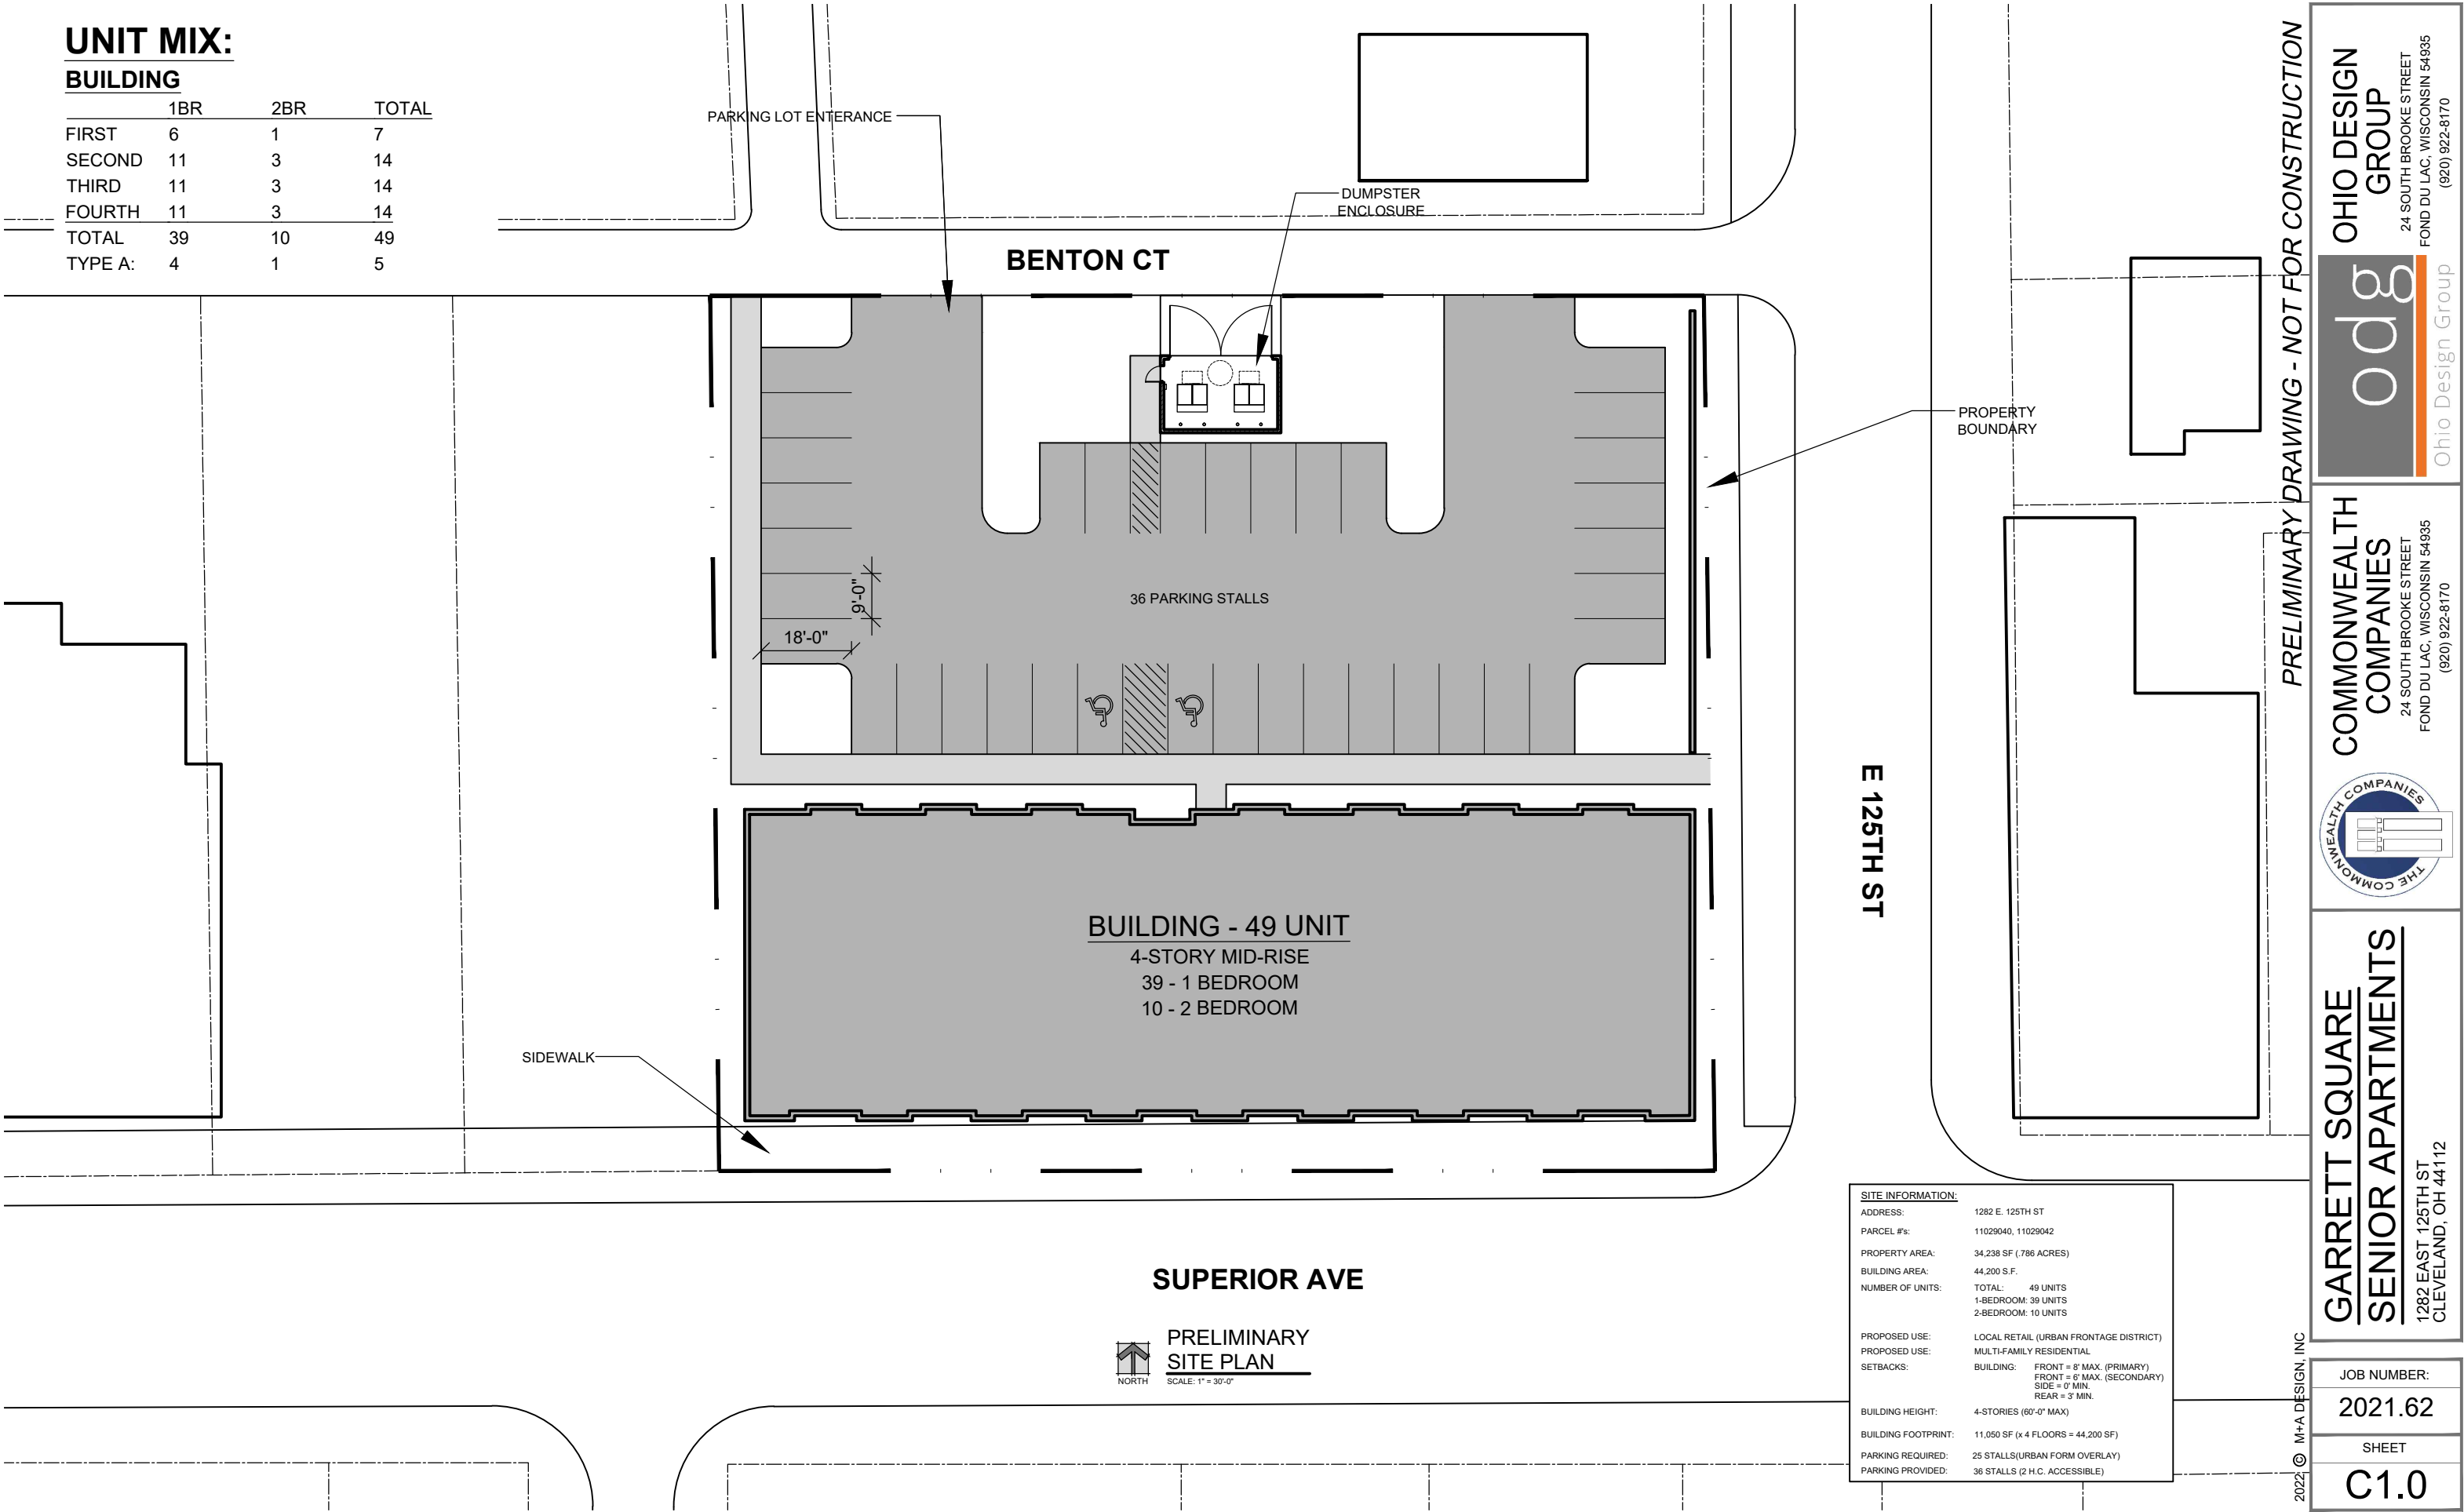 UNIT MIX:
BUILDING
1BR 2BR TOTAL
FIRST 6 1 7
SECOND 11 3 14
THIRD 11 3 14
FOURTH 11 3 14
TOTAL 39 10 49
TYPE A: 4 1 5
PARKING LOT ENTERANCE
DUMPSTER
ENCLOSURE
BENTON CT
PROPERTY
BOUNDARY
36 PARKING STALLS
9'-0"
18'-0"
E 125TH ST
BUILDING - 49 UNIT
4-STORY MID-RISE
39 - 1 BEDROOM
10 - 2 BEDROOM
SIDEWALK
SUPERIOR AVE
NORTH
PRELIMINARY
SITE PLAN
SCALE: 1" = 30'-0"
SITE INFORMATION:
ADDRESS: 1282 E. 125TH ST
PARCEL #'s: 11029040, 11029042
PROPERTY AREA: 34,238 SF (.786 ACRES)
BUILDING AREA: 44,200 S.F.
NUMBER OF UNITS: TOTAL: 49 UNITS
1-BEDROOM: 39 UNITS
2-BEDROOM: 10 UNITS
PROPOSED USE: LOCAL RETAIL (URBAN FRONTAGE DISTRICT)
PROPOSED USE: MULTI-FAMILY RESIDENTIAL
SETBACKS: BUILDING: FRONT = 8' MAX. (PRIMARY)
FRONT = 6' MAX. (SECONDARY)
SIDE = 0' MIN.
REAR = 3' MIN.
BUILDING HEIGHT: 4-STORIES (60'-0" MAX)
BUILDING FOOTPRINT: 11,050 SF (x 4 FLOORS = 44,200 SF)
PARKING REQUIRED: 25 STALLS(URBAN FORM OVERLAY)
PARKING PROVIDED: 36 STALLS (2 H.C. ACCESSIBLE)
PRELIMINARY DRAWING - NOT FOR CONSTRUCTION
2022 © M+A DESIGN, INC
OHIO DESIGN
GROUP
24 SOUTH BROOKE STREET
FOND DU LAC, WISCONSIN 54935
(920) 922-8170
odg
Ohio Design Group
COMMONWEALTH
COMPANIES
24 SOUTH BROOKE STREET
FOND DU LAC, WISCONSIN 54935
(920) 922-8170
THE COMMONWEALTH COMPANIES
GARRETT SQUARE
SENIOR APARTMENTS
1282 EAST 125TH ST
CLEVELAND, OH 44112
JOB NUMBER:
2021.62
SHEET
C1.0